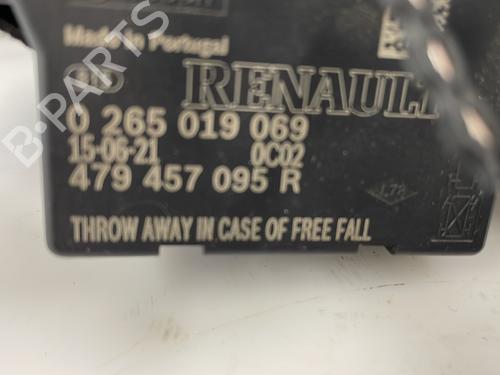 Made in Portugal
RENAULT
0 265 019 069
15-06-21 0C02
479 457 095 R
J.78
THROW AWAY IN CASE OF FREE FALL
B-PARTS